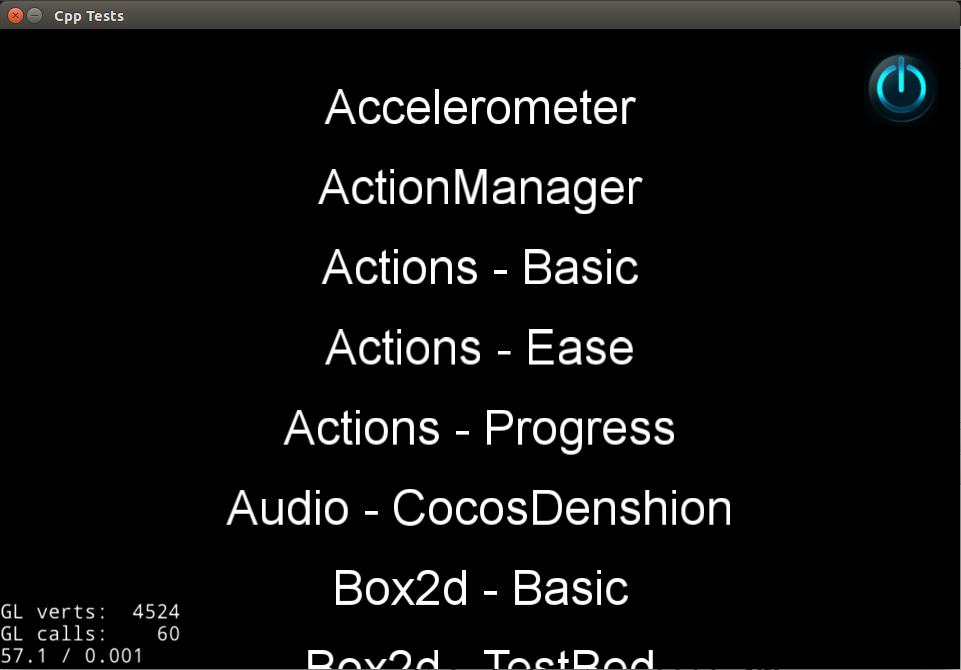 Cpp Tests
Accelerometer
ActionManager
Actions - Basic
Actions - Ease
Actions - Progress
Audio - CocosDenshion
Box2d - Basic
Box2d - TestBed
GL verts: 4524
GL calls: 60
57.1 / 0.001